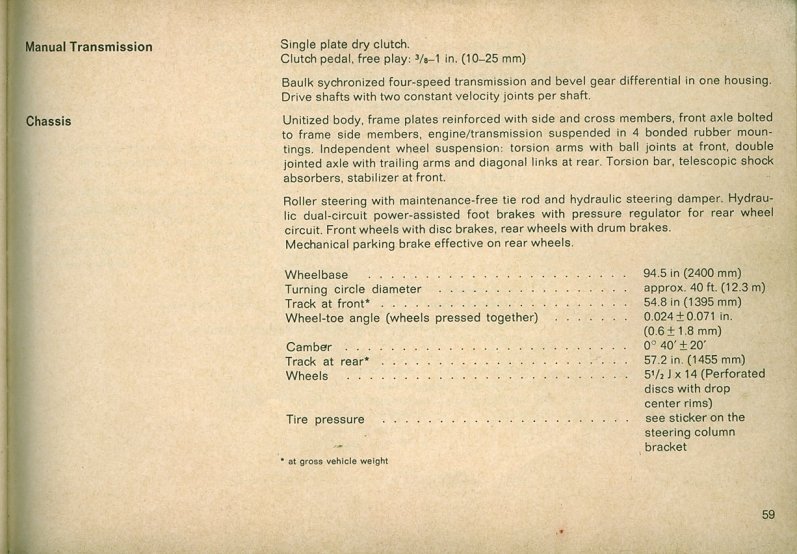 Manual Transmission
Single plate dry clutch.
Clutch pedal, free play: 3/8–1 in. (10–25 mm)
Baulk sychronized four-speed transmission and bevel gear differential in one housing.
Drive shafts with two constant velocity joints per shaft.
Chassis
Unitized body, frame plates reinforced with side and cross members, front axle bolted
to frame side members, engine/transmission suspended in 4 bonded rubber moun-
tings. Independent wheel suspension: torsion arms with ball joints at front, double
jointed axle with trailing arms and diagonal links at rear. Torsion bar, telescopic shock
absorbers, stabilizer at front.
Roller steering with maintenance-free tie rod and hydraulic steering damper. Hydrau-
lic dual-circuit power-assisted foot brakes with pressure regulator for rear wheel
circuit. Front wheels with disc brakes, rear wheels with drum brakes.
Mechanical parking brake effective on rear wheels.
Wheelbase . . . . . . . . . . . . . . . . . . . . . . . 94.5 in (2400 mm)
Turning circle diameter . . . . . . . . . . . . . . . . . approx. 40 ft. (12.3 m)
Track at front* . . . . . . . . . . . . . . . . . . . . . . 54.8 in (1395 mm)
Wheel-toe angle (wheels pressed together) . . . . . . . 0.024 ± 0.071 in.
(0.6 ± 1.8 mm)
Camber . . . . . . . . . . . . . . . . . . . . . . . . . 0° 40′ ± 20′
Track at rear* . . . . . . . . . . . . . . . . . . . . . . 57.2 in. (1455 mm)
Wheels . . . . . . . . . . . . . . . . . . . . . . . . . 5 1/2 J x 14 (Perforated
discs with drop
center rims)
Tire pressure . . . . . . . . . . . . . . . . . . . . . . see sticker on the
steering column
bracket
* at gross vehicle weight
59